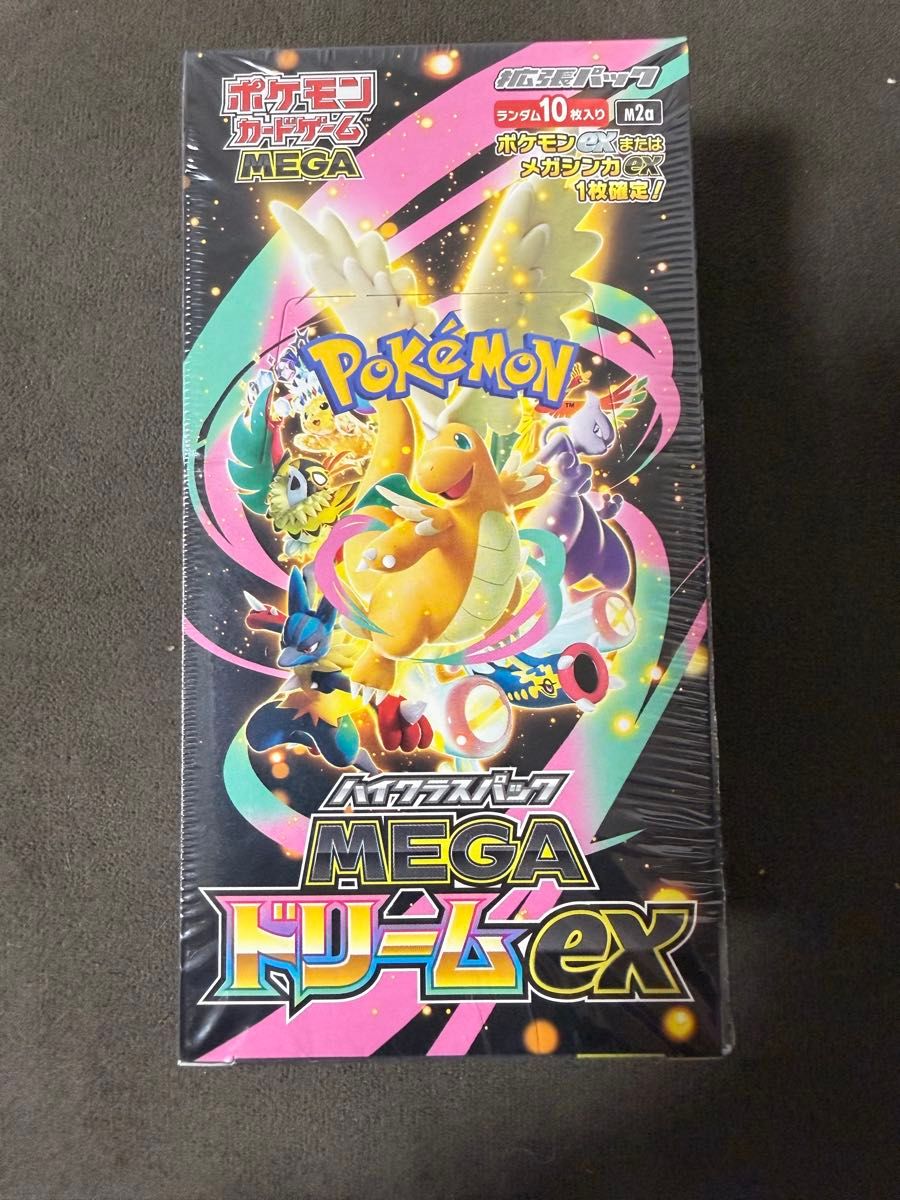 ポケモン
カードゲーム™
MEGA
拡張パック
ランダム10枚入り
M2a
ポケモンexまたは
メガシンカex
1枚確定!
POKÉMON
™
ハイクラスパック
MEGA
ドリームex